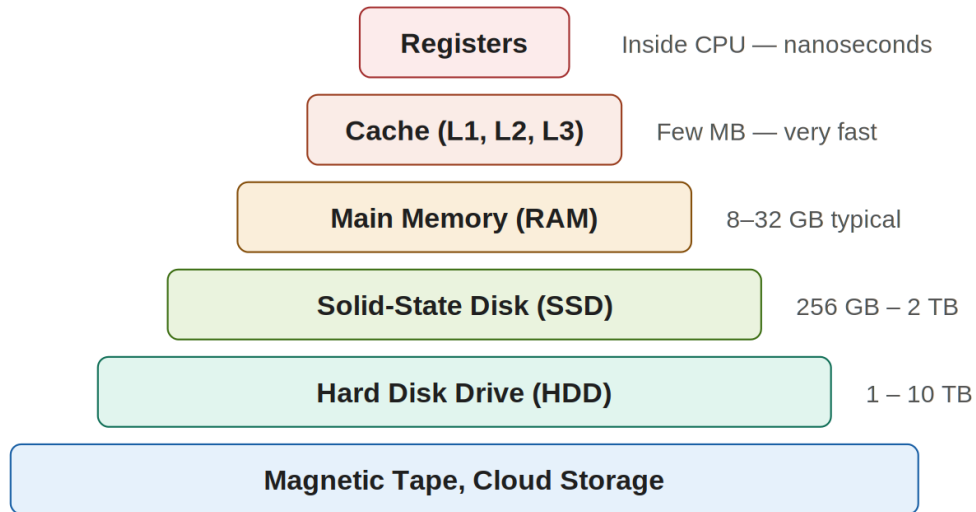 Registers
Inside CPU — nanoseconds
Cache (L1, L2, L3)
Few MB — very fast
Main Memory (RAM)
8–32 GB typical
Solid-State Disk (SSD)
256 GB – 2 TB
Hard Disk Drive (HDD)
1 – 10 TB
Magnetic Tape, Cloud Storage